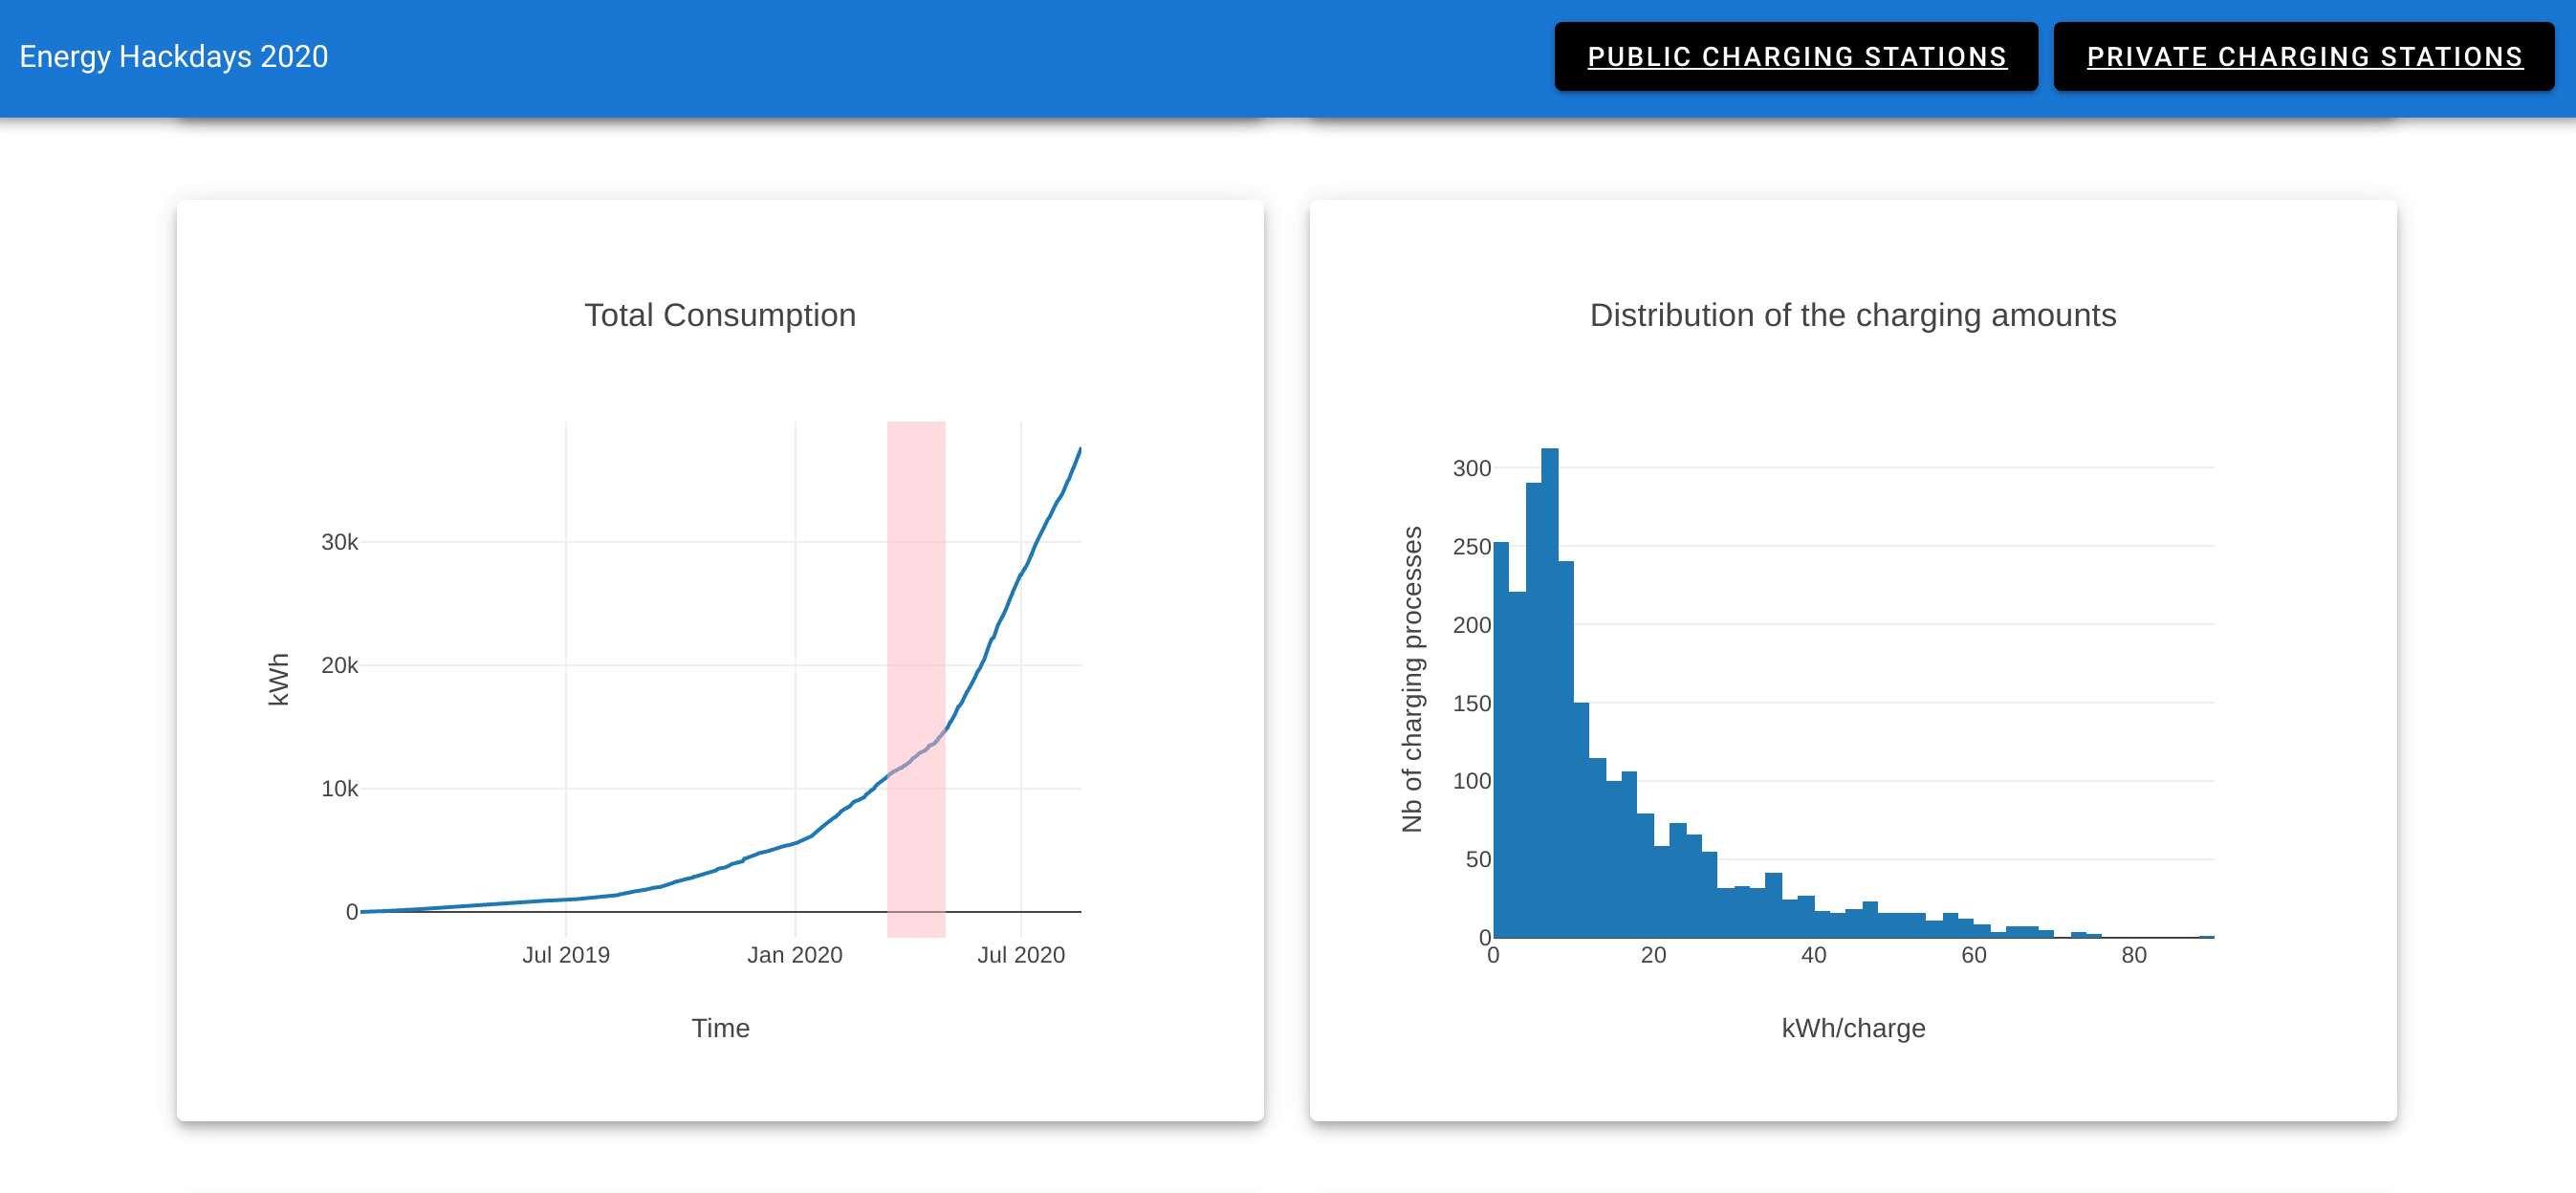 Energy Hackdays 2020
PUBLIC CHARGING STATIONS
PRIVATE CHARGING STATIONS
Total Consumption
kWh
30k
20k
10k
0
Jul 2019
Jan 2020
Jul 2020
Time
Distribution of the charging amounts
Nb of charging processes
300
250
200
150
100
50
0
0
20
40
60
80
kWh/charge